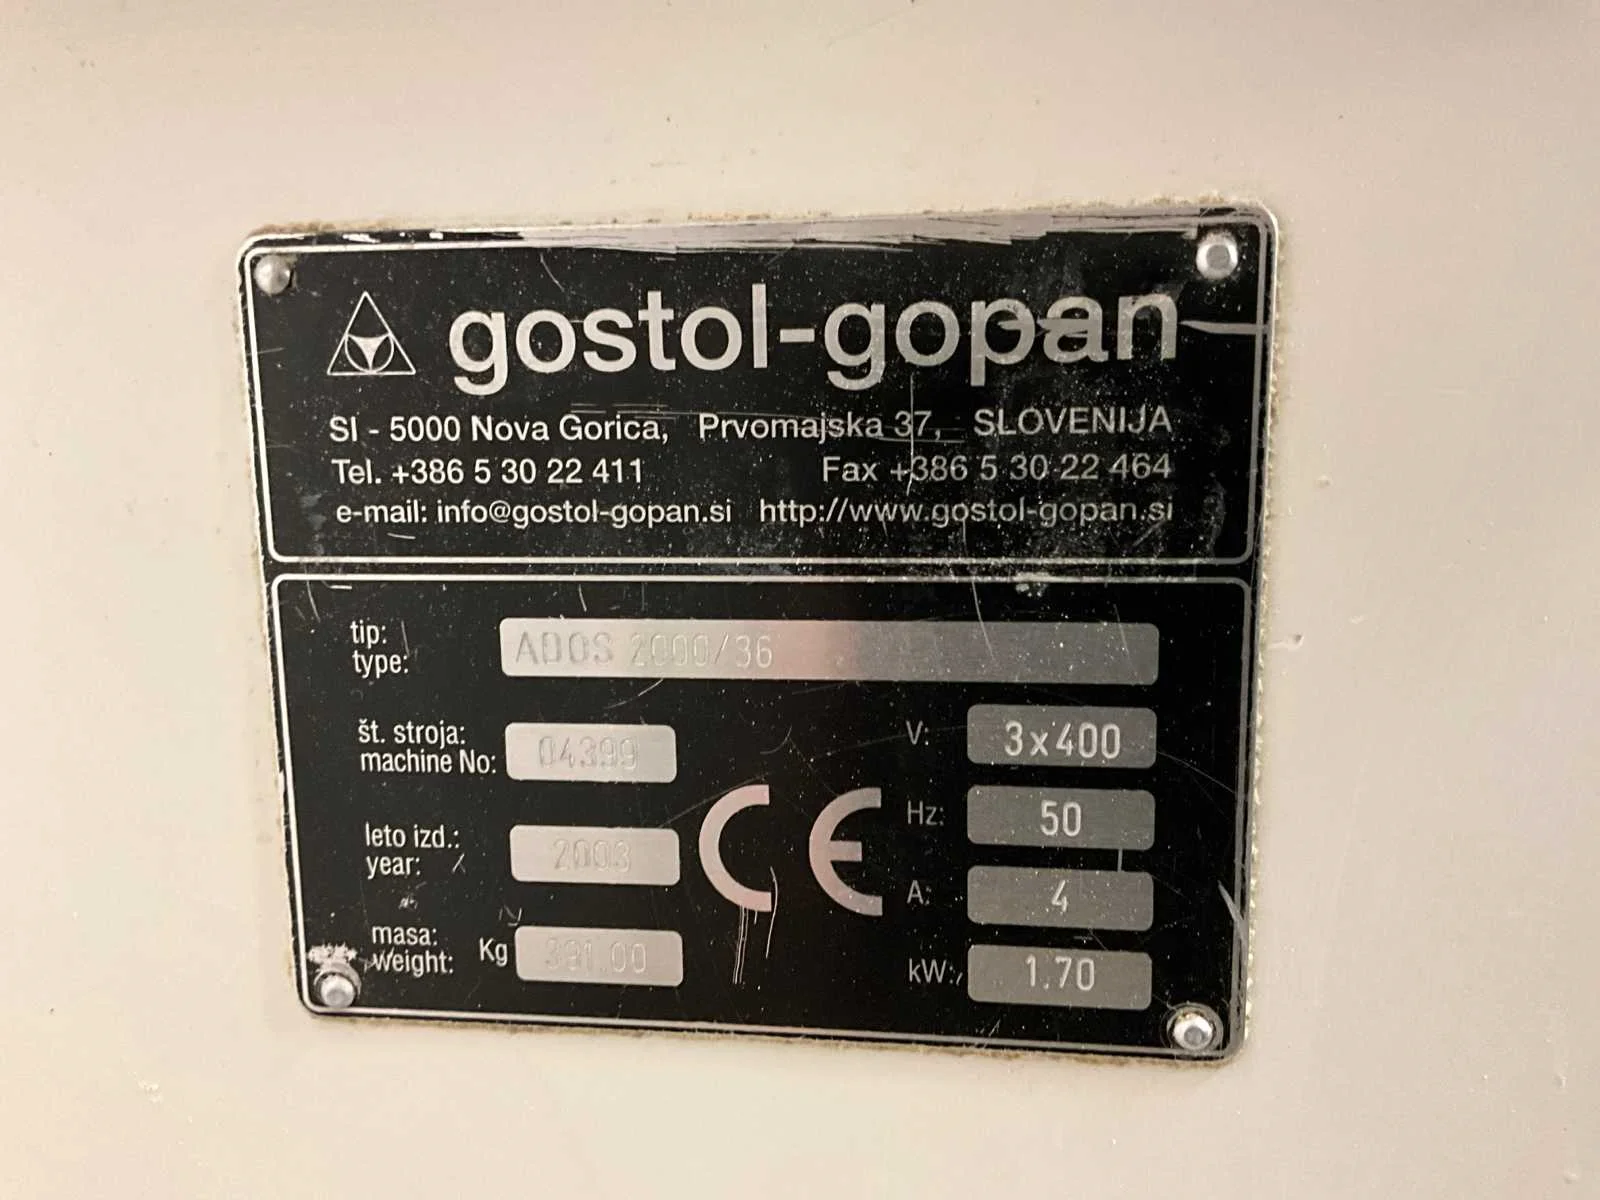 gostol-gopan
SI - 5000 Nova Gorica, Prvomajska 37, SLOVENIJA
Tel. +386 5 30 22 411 Fax +386 5 30 22 464
e-mail: info@gostol-gopan.si http://www.gostol-gopan.si
tip:
type: ADOS 2000/36
št. stroja:
machine No: 04399
V: 3x400
Hz: 50
leto izd.:
year: 2003
CE
A: 4
masa:
weight: Kg 391.00
kW: 1.70